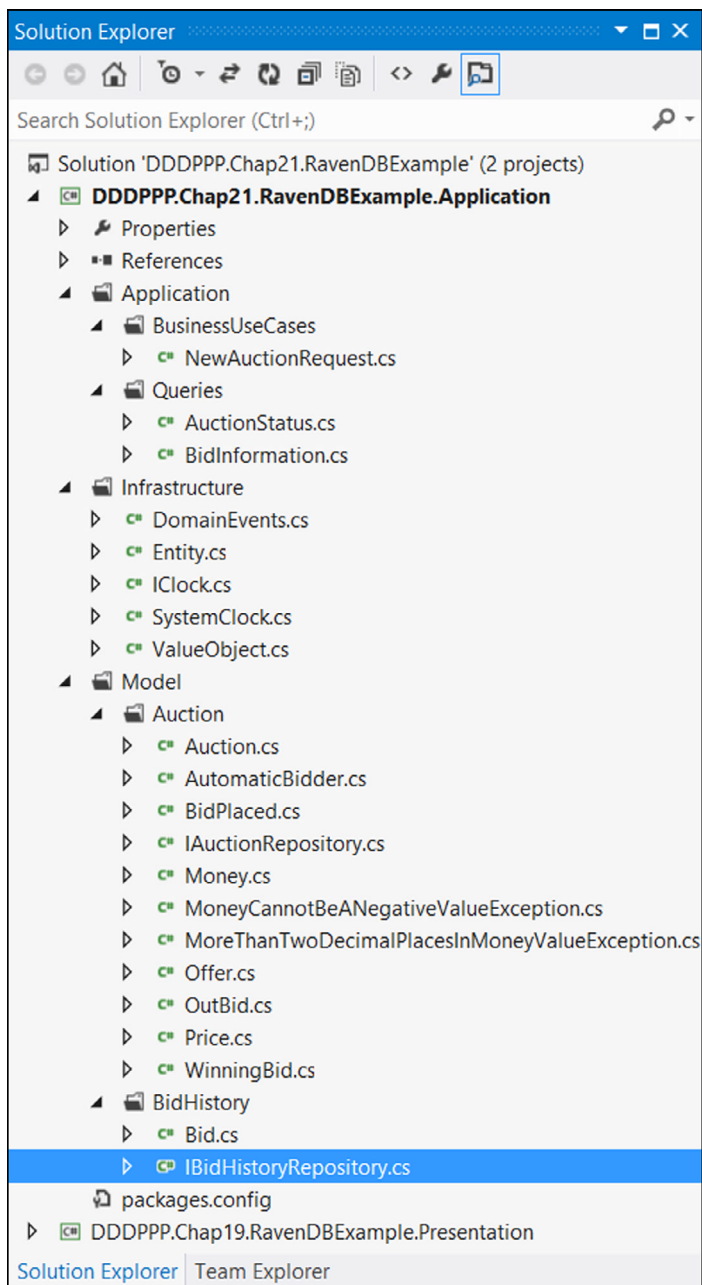 Solution Explorer
Search Solution Explorer (Ctrl+;)
Solution 'DDDPPP.Chap21.RavenDBExample' (2 projects)
C# DDDPPP.Chap21.RavenDBExample.Application
Properties
References
Application
BusinessUseCases
C# NewAuctionRequest.cs
Queries
C# AuctionStatus.cs
C# BidInformation.cs
Infrastructure
C# DomainEvents.cs
C# Entity.cs
C# IClock.cs
C# SystemClock.cs
C# ValueObject.cs
Model
Auction
C# Auction.cs
C# AutomaticBidder.cs
C# BidPlaced.cs
C# IAuctionRepository.cs
C# Money.cs
C# MoneyCannotBeANegativeValueException.cs
C# MoreThanTwoDecimalPlacesInMoneyValueException.cs
C# Offer.cs
C# OutBid.cs
C# Price.cs
C# WinningBid.cs
BidHistory
C# Bid.cs
C# IBidHistoryRepository.cs
packages.config
C# DDDPPP.Chap19.RavenDBExample.Presentation
Solution Explorer Team Explorer